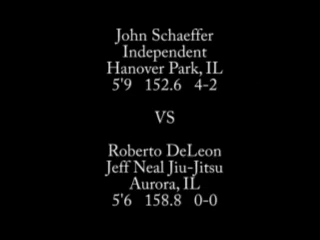 John Schaeffer
Independent
Hanover Park, IL
5'9 152.6 4-2
VS
Roberto DeLeon
Jeff Neal Jiu-Jitsu
Aurora, IL
5'6 158.8 0-0